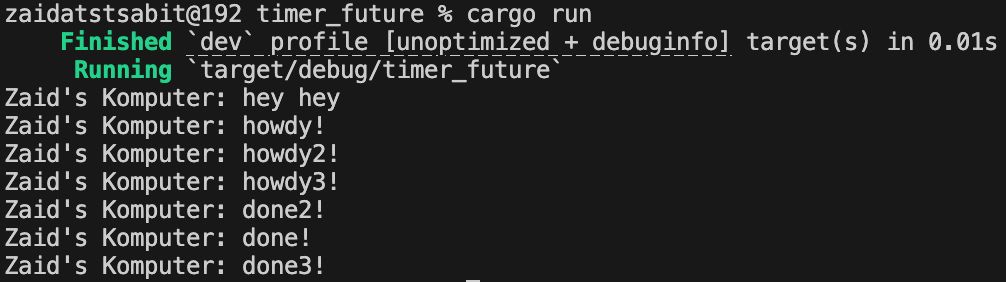 zaidatstsabit@192 timer_future % cargo run
    Finished `dev` profile [unoptimized + debuginfo] target(s) in 0.01s
     Running `target/debug/timer_future`
Zaid's Komputer: hey hey
Zaid's Komputer: howdy!
Zaid's Komputer: howdy2!
Zaid's Komputer: howdy3!
Zaid's Komputer: done2!
Zaid's Komputer: done!
Zaid's Komputer: done3!